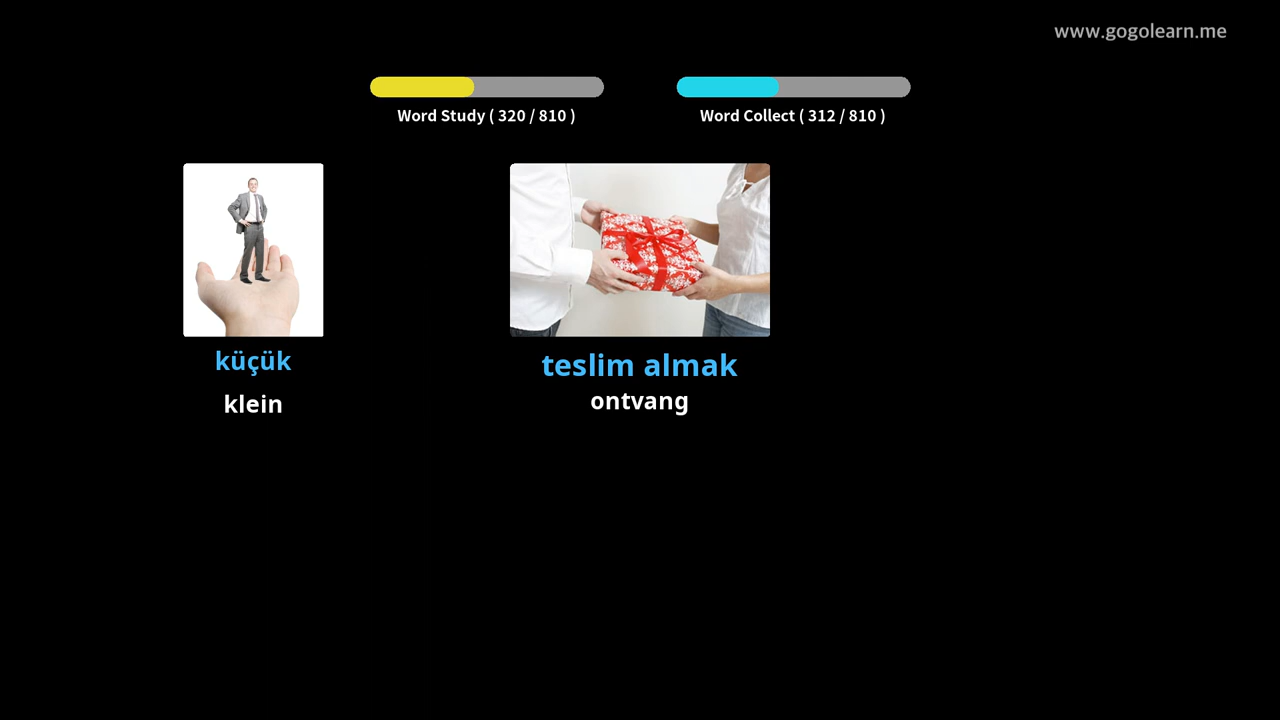 www.gogolearn.me
Word Study ( 320 / 810 )
Word Collect ( 312 / 810 )
küçük
klein
teslim almak
ontvang